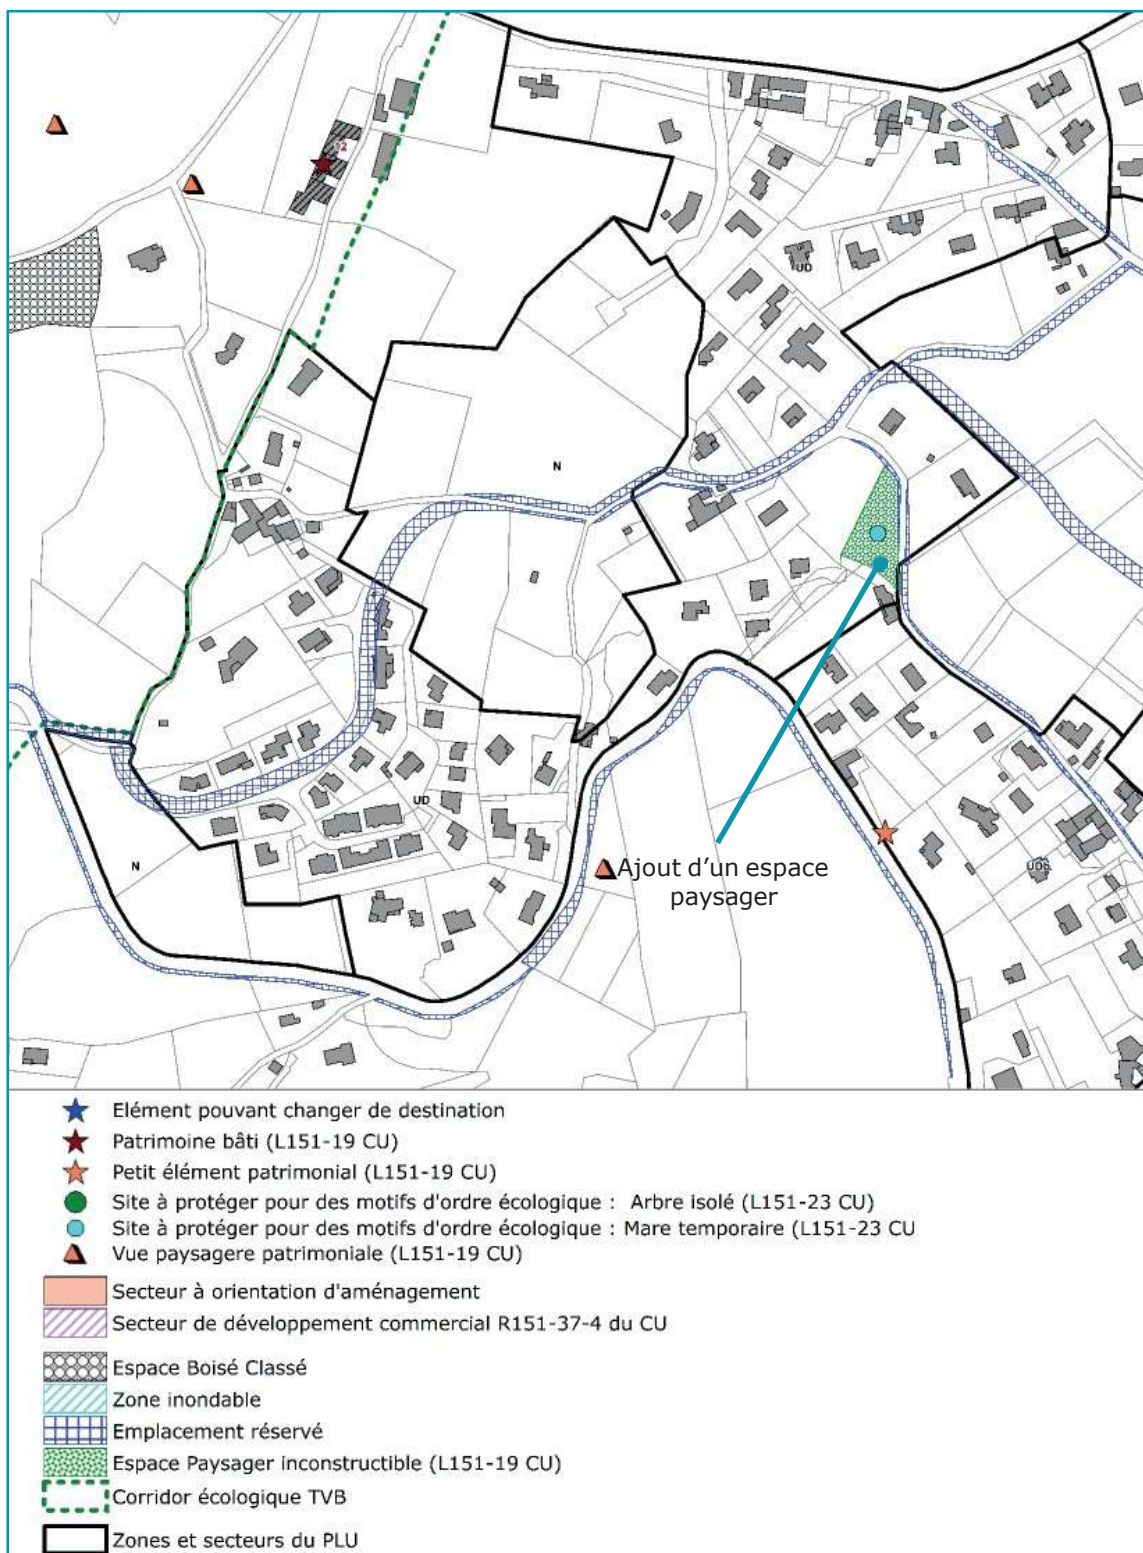 12
UD
N
UD
N
Ajout d'un espace
paysager
UDS
Elément pouvant changer de destination
Patrimoine bâti (L151-19 CU)
Petit élément patrimonial (L151-19 CU)
Site à protéger pour des motifs d'ordre écologique : Arbre isolé (L151-23 CU)
Site à protéger pour des motifs d'ordre écologique : Mare temporaire (L151-23 CU
Vue paysagere patrimoniale (L151-19 CU)
Secteur à orientation d'aménagement
Secteur de développement commercial R151-37-4 du CU
Espace Boisé Classé
Zone inondable
Emplacement réservé
Espace Paysager inconstructible (L151-19 CU)
Corridor écologique TVB
Zones et secteurs du PLU